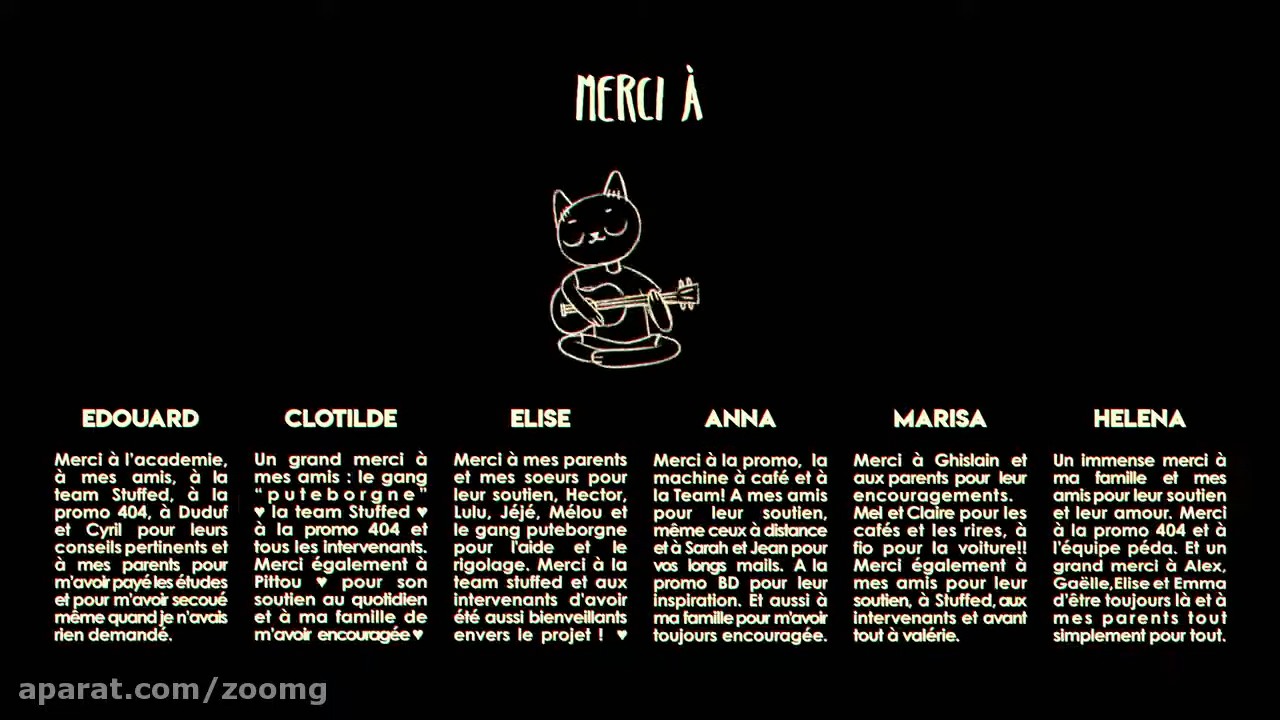 MERCI À
EDOUARD
Merci à l'academie,
à mes amis, à la
team Stuffed, à la
promo 404, à Duduf
et Cyril pour leurs
conseils pertinents et
à mes parents pour
m'avoir payé les études
et pour m'avoir secoué
même quand je n'avais
rien demandé.
CLOTILDE
Un grand merci à
mes amis : le gang
"puteborgne"
♥ la team Stuffed ♥
à la promo 404 et
tous les intervenants.
Merci également à
Pittou ♥ pour son
soutien au quotidien
et à ma famille de
m'avoir encouragée ♥
ELISE
Merci à mes parents
et mes soeurs pour
leur soutien, Hector,
Lulu, Jéjé, Mélou et
le gang puteborgne
pour l'aide et le
rigolage. Merci à la
team stuffed et aux
intervenants d'avoir
été aussi bienveillants
envers le projet ! ♥
ANNA
Merci à la promo, la
machine à café et à
la Team! A mes amis
pour leur soutien,
même ceux à distance
et à Sarah et Jean pour
vos longs mails. A la
promo BD pour leur
inspiration. Et aussi à
ma famille pour m'avoir
toujours encouragée.
MARISA
Merci à Ghislain et
aux parents pour leur
encouragements.
Mel et Claire pour les
cafés et les rires, à
fio pour la voiture!!
Merci également à
mes amis pour leur
soutien, à Stuffed, aux
intervenants et avant
tout à valérie.
HELENA
Un immense merci à
ma famille et mes
amis pour leur soutien
et leur amour. Merci
à la promo 404 et à
l'équipe péda. Et un
grand merci à Alex,
Gaëlle,Elise et Emma
d'être toujours là et à
mes parents tout
simplement pour tout.
aparat.com/zoomg